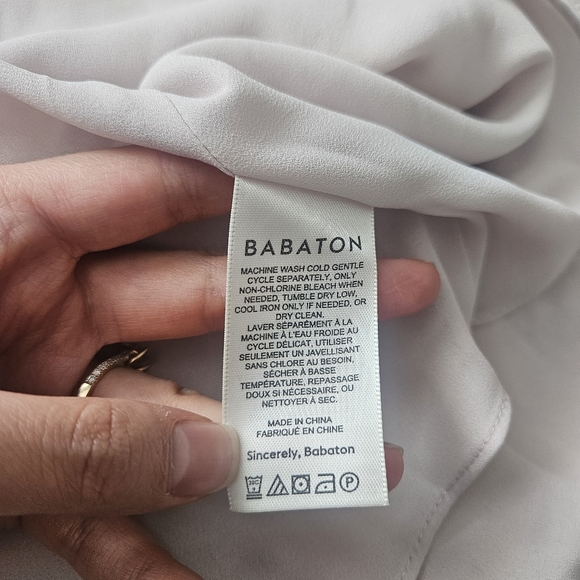 BABATON
MACHINE WASH COLD GENTLE
CYCLE SEPARATELY, ONLY
NON-CHLORINE BLEACH WHEN
NEEDED, TUMBLE DRY LOW,
COOL IRON ONLY IF NEEDED, OR
DRY CLEAN.
LAVER SÉPARÉMENT À LA
MACHINE À L'EAU FROIDE AU
CYCLE DÉLICAT, UTILISER
SEULEMENT UN JAVELLISANT
SANS CHLORE AU BESOIN,
SÉCHER À BASSE
TEMPÉRATURE, REPASSAGE
DOUX SI NÉCESSAIRE, OU
NETTOYER À SEC.
MADE IN CHINA
FABRIQUÉ EN CHINE
Sincerely, Babaton
30C P